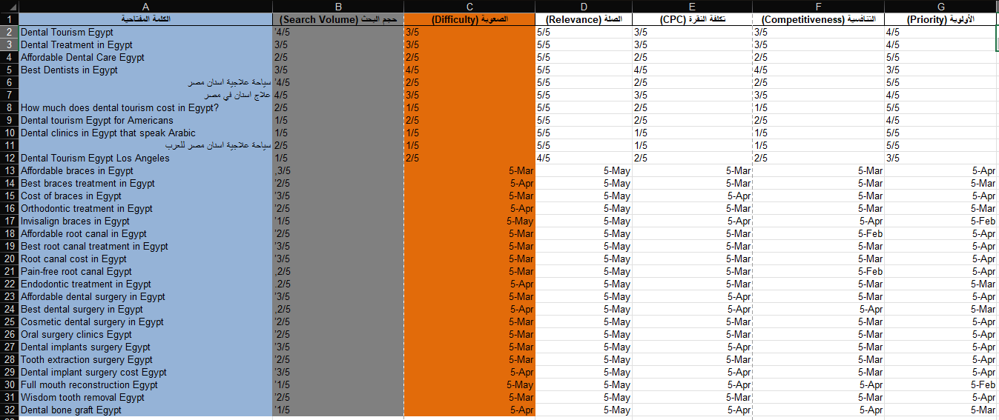 A B C D E F G
1 الكلمة المفتاحية حجم البحث (Search Volume) الصعوبة (Difficulty) الصلة (Relevance) تكلفة النقرة (CPC) التنافسية (Competitiveness) الأولوية (Priority)
2 Dental Tourism Egypt '4/5 3/5 5/5 3/5 3/5 4/5
3 Dental Treatment in Egypt 3/5 3/5 5/5 3/5 3/5 4/5
4 Affordable Dental Care Egypt 2/5 2/5 5/5 2/5 2/5 5/5
5 Best Dentists in Egypt 3/5 4/5 5/5 4/5 4/5 3/5
6 سياحة علاجية اسنان مصر '4/5 2/5 5/5 2/5 2/5 5/5
7 علاج اسنان في مصر 4/5 3/5 5/5 3/5 3/5 4/5
8 How much does dental tourism cost in Egypt? 2/5 1/5 5/5 2/5 1/5 5/5
9 Dental tourism Egypt for Americans 1/5 2/5 5/5 2/5 2/5 4/5
10 Dental clinics in Egypt that speak Arabic 1/5 1/5 5/5 1/5 1/5 5/5
11 سياحة علاجية اسنان مصر للعرب 2/5 1/5 5/5 1/5 1/5 5/5
12 Dental Tourism Egypt Los Angeles 1/5 2/5 4/5 2/5 2/5 3/5
13 Affordable braces in Egypt ,3/5 5-Mar 5-May 5-Mar 5-Mar 5-Apr
14 Best braces treatment in Egypt '2/5 5-Apr 5-May 5-Mar 5-Mar 5-Mar
15 Cost of braces in Egypt '3/5 5-Mar 5-May 5-Apr 5-Mar 5-Apr
16 Orthodontic treatment in Egypt '2/5 5-Apr 5-May 5-Mar 5-Mar 5-Mar
17 Invisalign braces in Egypt '1/5 5-May 5-May 5-Apr 5-Apr 5-Feb
18 Affordable root canal in Egypt '2/5 5-Mar 5-May 5-Mar 5-Feb 5-Apr
19 Best root canal treatment in Egypt '3/5 5-Mar 5-May 5-Mar 5-Mar 5-Apr
20 Root canal cost in Egypt '3/5 5-Mar 5-May 5-Mar 5-Mar 5-Apr
21 Pain-free root canal Egypt ,2/5 5-Mar 5-May 5-Mar 5-Feb 5-Apr
22 Endodontic treatment in Egypt .2/5 5-Apr 5-May 5-Mar 5-Mar 5-Mar
23 Affordable dental surgery in Egypt '3/5 5-Mar 5-May 5-Apr 5-Mar 5-Apr
24 Best dental surgery in Egypt ,2/5 5-Apr 5-May 5-Apr 5-Apr 5-Mar
25 Cosmetic dental surgery in Egypt '2/5 5-Mar 5-May 5-Mar 5-Mar 5-Apr
26 Oral surgery clinics Egypt '2/5 5-Mar 5-May 5-Mar 5-Mar 5-Apr
27 Dental implants surgery Egypt '3/5 5-Mar 5-May 5-Apr 5-Mar 5-Apr
28 Tooth extraction surgery Egypt '2/5 5-Mar 5-May 5-Mar 5-Mar 5-Apr
29 Dental implant surgery cost Egypt '3/5 5-Apr 5-May 5-Apr 5-Mar 5-Apr
30 Full mouth reconstruction Egypt '1/5 5-May 5-May 5-Apr 5-Apr 5-Feb
31 Wisdom tooth removal Egypt '2/5 5-Mar 5-May 5-Mar 5-Mar 5-Apr
32 Dental bone graft Egypt '1/5 5-Apr 5-May 5-Apr 5-Apr 5-Mar